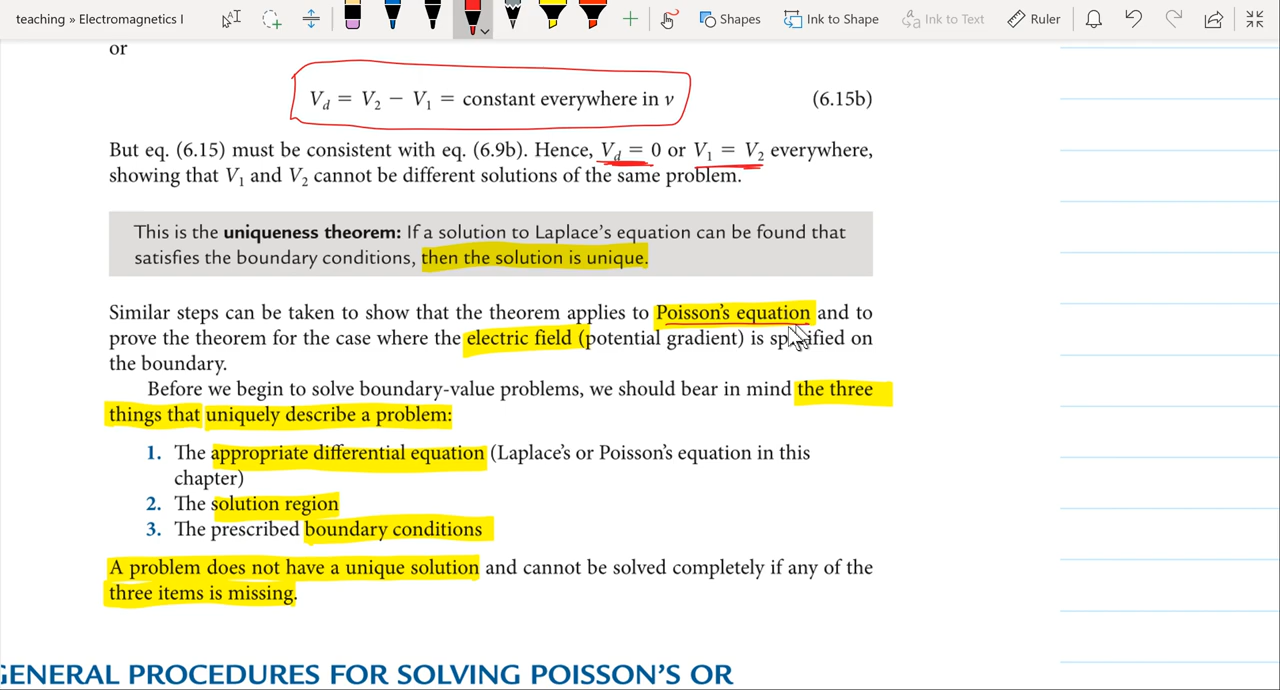 teaching » Electromagnetics I
Shapes
Ink to Shape
Ink to Text
Ruler
or
V_d = V_2 − V_1 = constant everywhere in v (6.15b)
But eq. (6.15) must be consistent with eq. (6.9b). Hence, V_d = 0 or V_1 = V_2 everywhere,
showing that V_1 and V_2 cannot be different solutions of the same problem.
This is the uniqueness theorem: If a solution to Laplace's equation can be found that
satisfies the boundary conditions, then the solution is unique.
Similar steps can be taken to show that the theorem applies to Poisson's equation and to
prove the theorem for the case where the electric field (potential gradient) is specified on
the boundary.
Before we begin to solve boundary-value problems, we should bear in mind the three
things that uniquely describe a problem:
1. The appropriate differential equation (Laplace's or Poisson's equation in this
chapter)
2. The solution region
3. The prescribed boundary conditions
A problem does not have a unique solution and cannot be solved completely if any of the
three items is missing.
GENERAL PROCEDURES FOR SOLVING POISSON'S OR